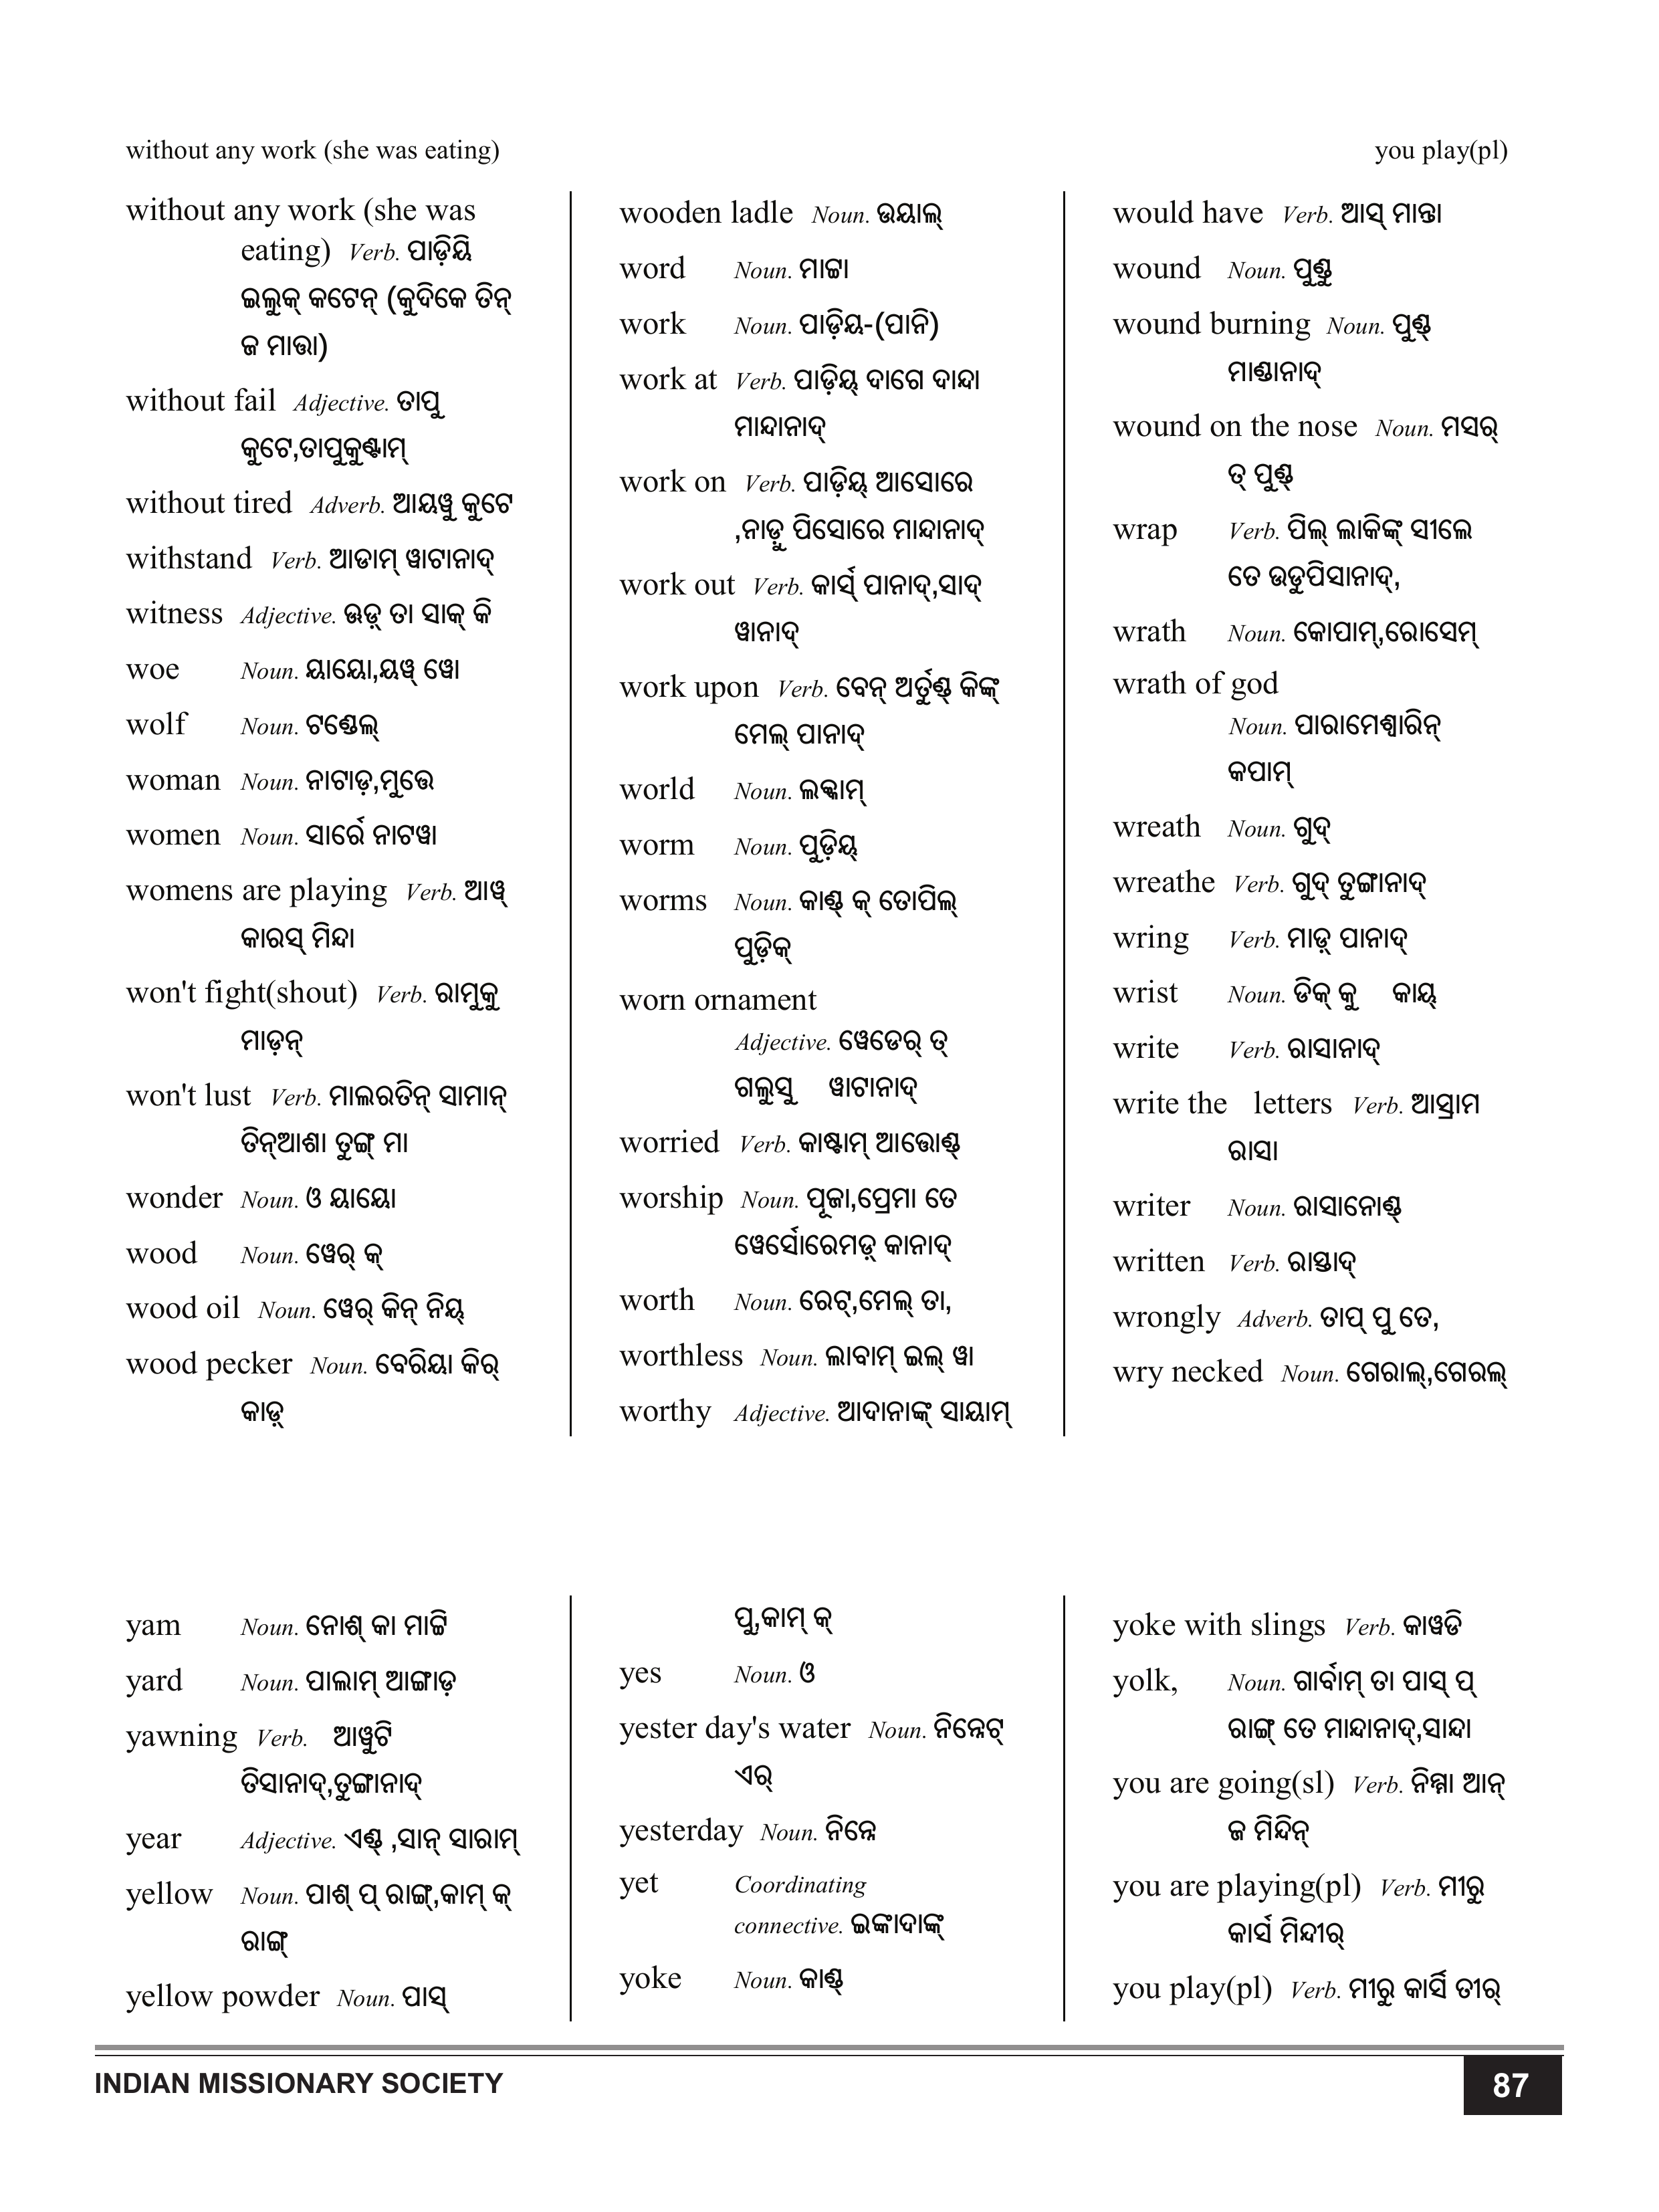 without any work (she was eating)
you play(pl)
without any work (she was
eating) Verb. ପାଡ଼ିୟି
ଇଲୁକ୍ କଟେନ୍ (କୁଦିକେ ତିନ୍
ଜ ମାତ୍ତା)
without fail Adjective. ତାପୁ
କୁଟେ,ତାପୁକୁଣ୍ଟାମ୍
without tired Adverb. ଆୟୱୁ କୁଟେ
withstand Verb. ଆଡାମ୍ ୱାଟାନାଦ୍
witness Adjective. ଊଡ଼୍ ତା ସାକ୍ କି
woe Noun. ୟାୟୋ,ୟୱ୍ ୱୋ
wolf Noun. ଟଣ୍ଡେଲ୍
woman Noun. ନାଟାଡ଼,ମୁତ୍ତେ
women Noun. ସାର୍ରେ ନାଟୱା
womens are playing Verb. ଆୱ୍
କାରସ୍ ମିନ୍ଦା
won't fight(shout) Verb. ରାମୁକୁ
ମାଡ଼ନ୍
won't lust Verb. ମାଇରତିନ୍ ସାମାନ୍
ତିନ୍ଆଶା ତୁଙ୍ଗ୍ ମା
wonder Noun. ଓ ୟାୟୋ
wood Noun. ୱେର୍ କ୍
wood oil Noun. ୱେର୍ କିନ୍ ନିୟ୍
wood pecker Noun. ବେରିୟା କିର୍
କାଡ଼୍
wooden ladle Noun. ଉୟାଲ୍
word Noun. ମାଟ୍ଟା
work Noun. ପାଡ଼ିୟ-(ପାନି)
work at Verb. ପାଡ଼ିୟ୍ ଦାଗେ ଦାନ୍ଦା
ମାନ୍ଦାନାଦ୍
work on Verb. ପାଡ଼ିୟ୍ ଆସୋରେ
,ନାଡ଼ୁ ପିସୋରେ ମାନ୍ଦାନାଦ୍
work out Verb. କାର୍ସ୍ ପାନାଦ୍,ସାଦ୍
ୱାନାଦ୍
work upon Verb. ବେନ୍ ଅର୍ତୁଣ୍ଡ୍ କିଙ୍କ୍
ମେଲ୍ ପାନାଦ୍
world Noun. ଲକ୍କାମ୍
worm Noun. ପୁଡ଼ିୟ୍
worms Noun. କାଣ୍ଡ୍ କ୍ ତୋପିଲ୍
ପୁଡ଼ିକ୍
worn ornament
Adjective. ୱେଡେର୍ ତ୍
ଗଲୁସୁ ୱାଟାନାଦ୍
worried Verb. କାଷ୍ଟାମ୍ ଆତ୍ତୋଣ୍ଡ୍
worship Noun. ପୂଜା,ପ୍ରେମା ତେ
ୱେର୍ସୋରେମଡ଼୍ କାନାଦ୍
worth Noun. ରେଟ୍,ମେଲ୍ ତା,
worthless Noun. ଲାବାମ୍ ଇଲ୍ ୱା
worthy Adjective. ଆଦାନାଙ୍କ୍ ସାୟାମ୍
would have Verb. ଆସ୍ ମାନ୍ତା
wound Noun. ପୁଣ୍ଡୁ
wound burning Noun. ପୁଣ୍ଡ୍
ମାଣ୍ଡାନାଦ୍
wound on the nose Noun. ମସର୍
ତ୍ ପୁଣ୍ଡ୍
wrap Verb. ପିଲ୍ ଲାକିଙ୍କ୍ ସୀଲେ
ତେ ଉଡୁପିସାନାଦ୍,
wrath Noun. କୋପାମ୍,ରୋସେମ୍
wrath of god
Noun. ପାରାମେଶ୍ୱାରିନ୍
କପାମ୍
wreath Noun. ଗୁଦ୍
wreathe Verb. ଗୁଦ୍ ତୁଙ୍ଗାନାଦ୍
wring Verb. ମାଡ଼୍ ପାନାଦ୍
wrist Noun. ଡିକ୍ କୁ କାୟ୍
write Verb. ରାସାନାଦ୍
write the letters Verb. ଆସ୍ରାମ
ରାସା
writer Noun. ରାସାନୋଣ୍ଡ୍
written Verb. ରାସ୍ତାଦ୍
wrongly Adverb. ତାପ୍ ପୁ ତେ,
wry necked Noun. ଗେରାଲ୍,ଗେରଲ୍
yam Noun. ନୋଶ୍ କା ମାଟ୍ଟି
yard Noun. ପାଲାମ୍ ଆଙ୍ଗାଡ଼
yawning Verb. ଆୱୁଟି
ତିସାନାଦ୍,ତୁଙ୍ଗାନାଦ୍
year Adjective. ଏଣ୍ଡ୍ ,ସାନ୍ ସାରାମ୍
yellow Noun. ପାଶ୍ ପ୍ ରାଙ୍ଗ୍,କାମ୍ କ୍
ରାଙ୍ଗ୍
yellow powder Noun. ପାସ୍
ପୁ,କାମ୍ କ୍
yes Noun. ଓ
yester day's water Noun. ନିନ୍ନେଟ୍
ଏର୍
yesterday Noun. ନିନ୍ନେ
yet Coordinating
connective. ଇଙ୍କାଦାଙ୍କ୍
yoke Noun. କାଣ୍ଡ୍
yoke with slings Verb. କାୱଡି
yolk, Noun. ଗାର୍ବାମ୍ ତା ପାସ୍ ପ୍
ରାଙ୍ଗ୍ ତେ ମାନ୍ଦାନାଦ୍,ସାନ୍ଦା
you are going(sl) Verb. ନିମ୍ମା ଆନ୍
ଜ ମିନ୍ଦିନ୍
you are playing(pl) Verb. ମୀରୁ
କାର୍ସ ମିନ୍ଦୀର୍
you play(pl) Verb. ମୀରୁ କାର୍ସି ତୀର୍
INDIAN MISSIONARY SOCIETY
87